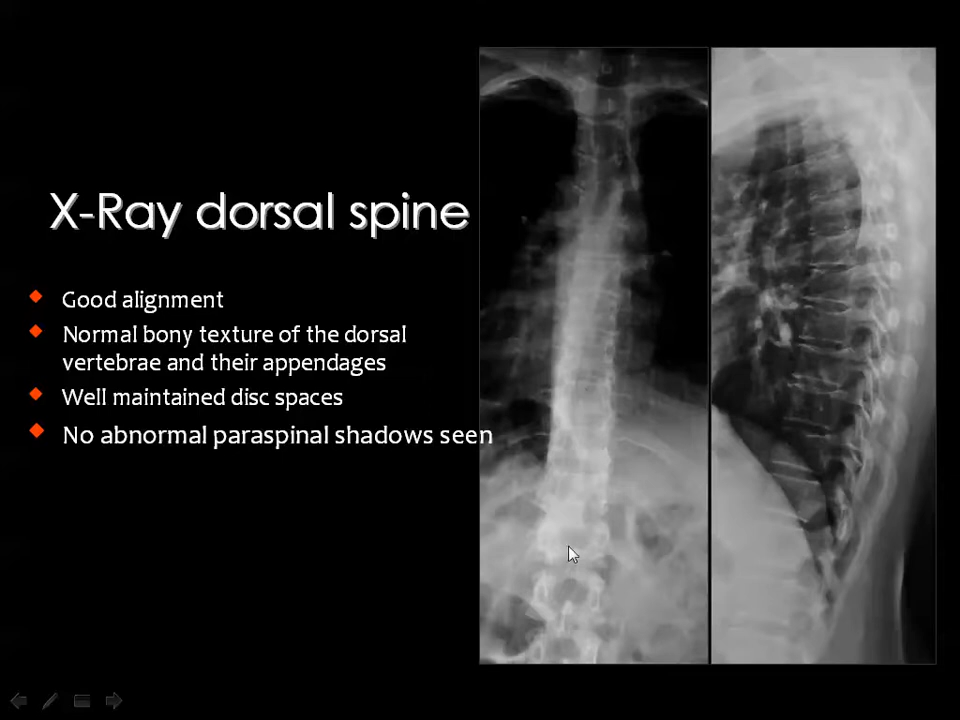 X-Ray dorsal spine
Good alignment
Normal bony texture of the dorsal
vertebrae and their appendages
Well maintained disc spaces
No abnormal paraspinal shadows seen